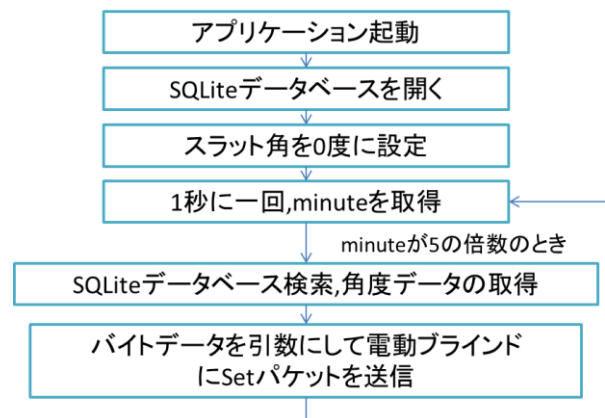 アプリケーション起動
SQLiteデータベースを開く
スラット角を0度に設定
1秒に一回,minuteを取得
minuteが5の倍数のとき
SQLiteデータベース検索,角度データの取得
バイトデータを引数にして電動ブラインド
にSetパケットを送信